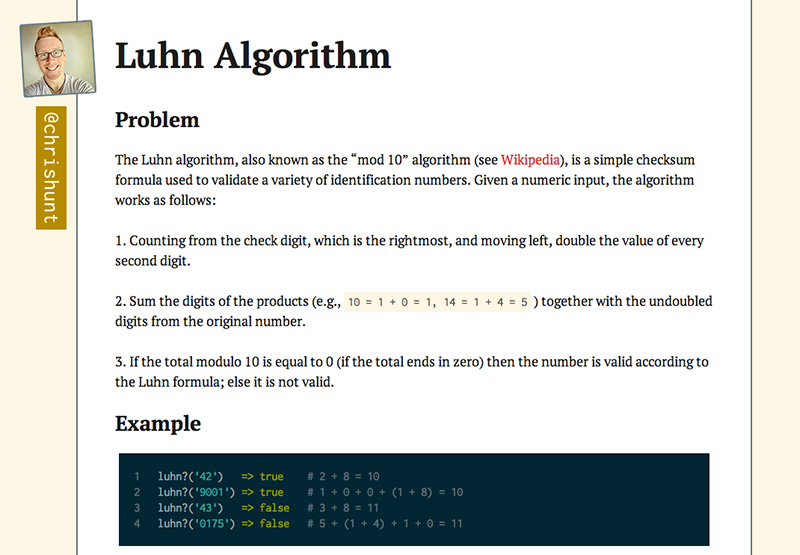 Luhn Algorithm
@chrishunt
Problem
The Luhn algorithm, also known as the “mod 10” algorithm (see Wikipedia), is a simple checksum
formula used to validate a variety of identification numbers. Given a numeric input, the algorithm
works as follows:
1. Counting from the check digit, which is the rightmost, and moving left, double the value of every
second digit.
2. Sum the digits of the products (e.g., 10 = 1 + 0 = 1, 14 = 1 + 4 = 5 ) together with the undoubled
digits from the original number.
3. If the total modulo 10 is equal to 0 (if the total ends in zero) then the number is valid according to
the Luhn formula; else it is not valid.
Example
1 luhn?('42') => true # 2 + 8 = 10
2 luhn?('9001') => true # 1 + 0 + 0 + (1 + 8) = 10
3 luhn?('43') => false # 3 + 8 = 11
4 luhn?('0175') => false # 5 + (1 + 4) + 1 + 0 = 11